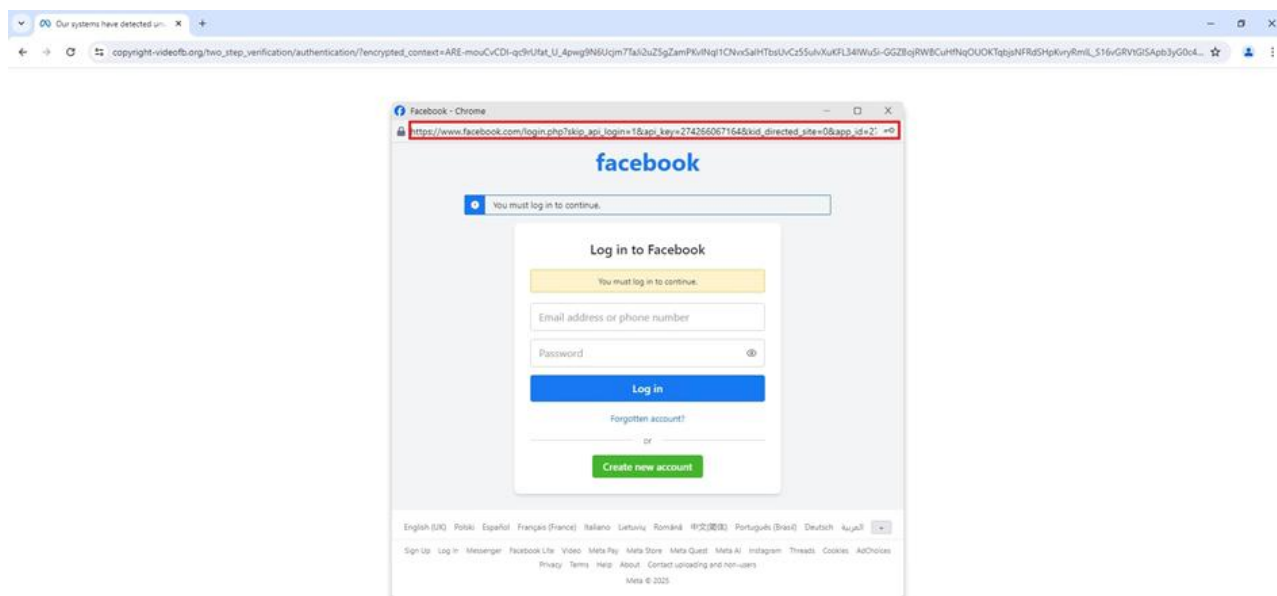 Our systems have detected un
copyright-videofb.org/two_step_verification/authentication/?encrypted_context=
Facebook - Chrome
https://www.facebook.com/login.php?skip_api_login=1&api_key=274266067164&kid_directed_site=0&app_id=2
facebook
You must log in to continue.
Log in to Facebook
You must log in to continue.
Email address or phone number
Password
Log in
Forgotten account?
or
Create new account
English (UK) Polski Español Français (France) Italiano Lietuvių Română 中文(简体) Português (Brasil) Deutsch العربية
Sign Up Log In Messenger Facebook Lite Video Meta Pay Meta Store Meta Quest Meta AI Instagram Threads Cookies AdChoices
Privacy Terms Help About Contact uploading and non-users
Meta © 2025